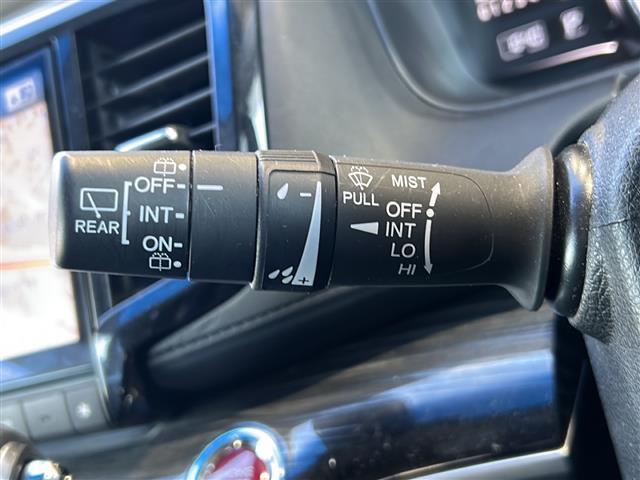 OFF
INT
ON
REAR
PULL
MIST
OFF
INT
LO
HI